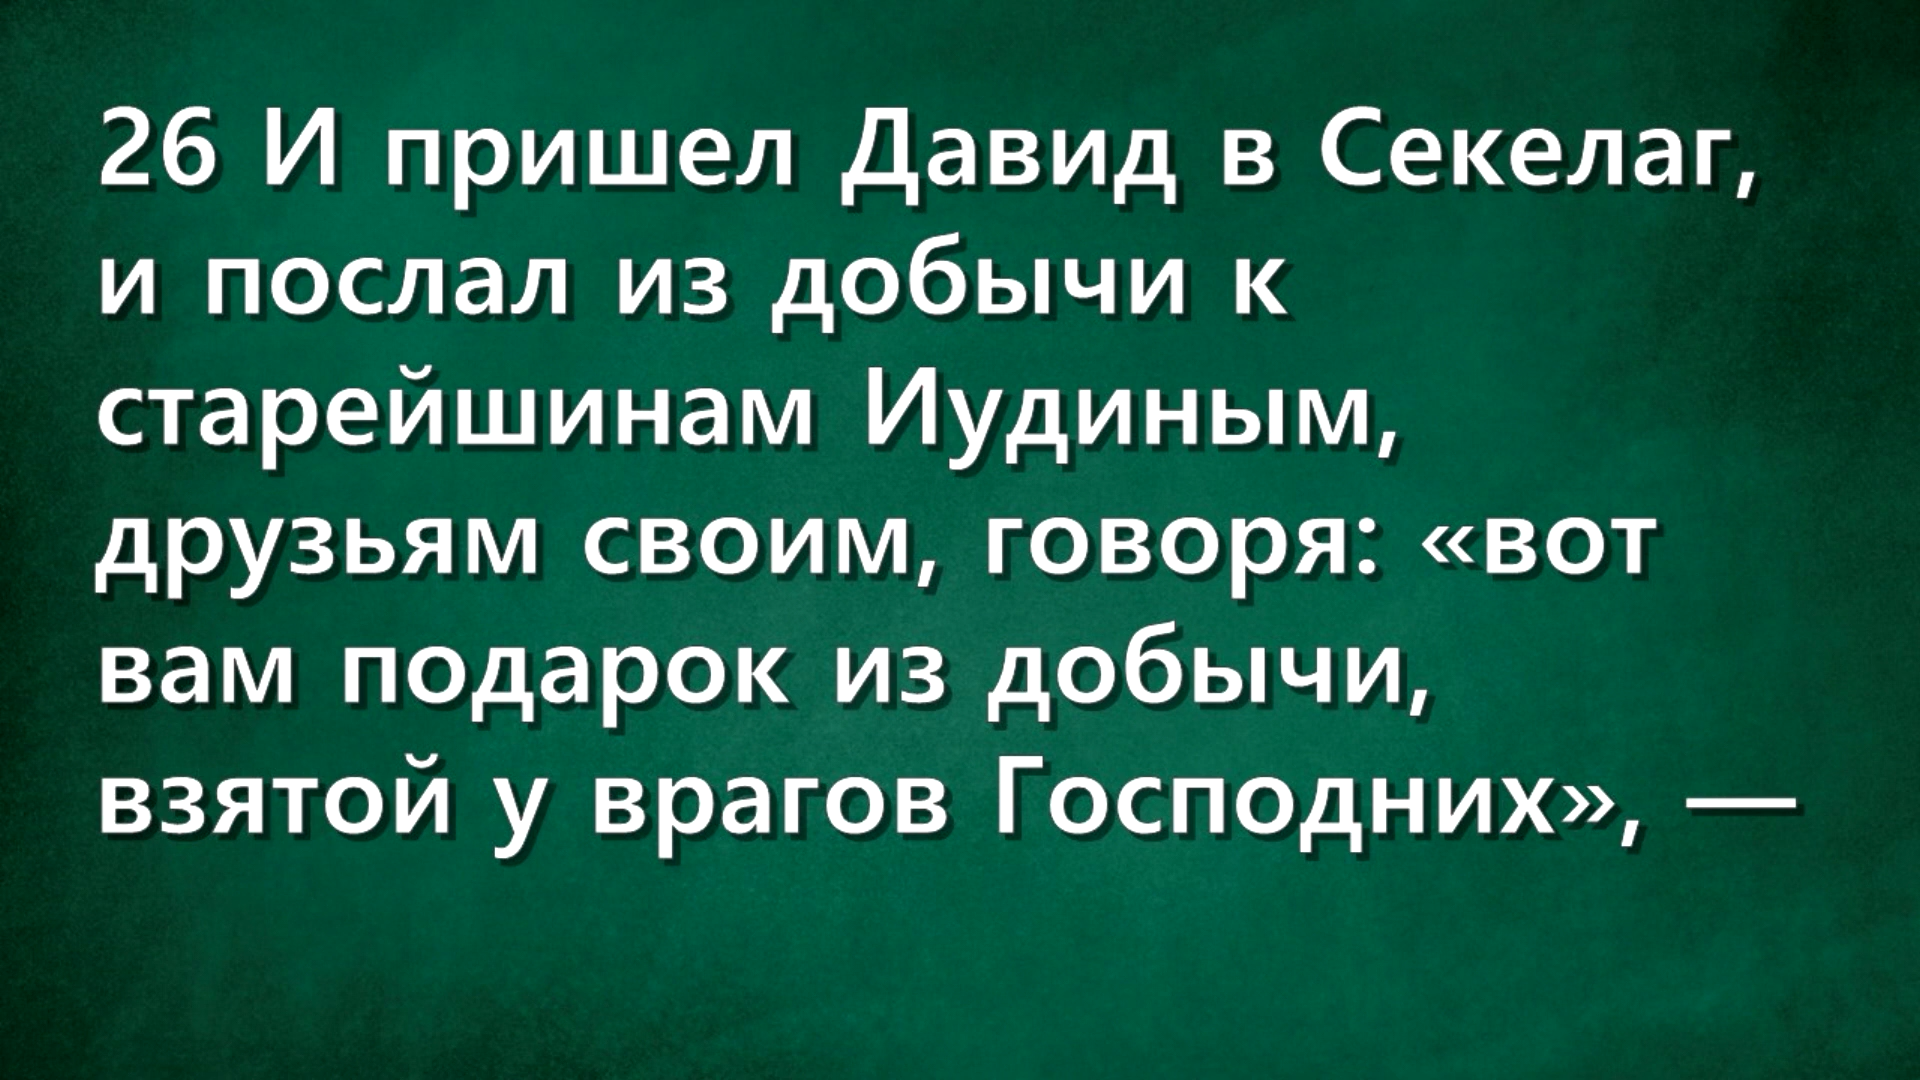 26 И пришел Давид в Секелаг,
и послал из добычи к
старейшинам Иудиным,
друзьям своим, говоря: «вот
вам подарок из добычи,
взятой у врагов Господних», —